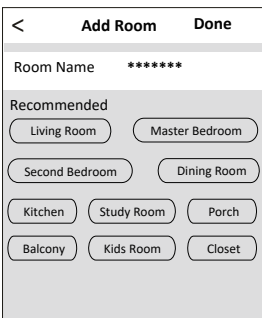 < Add Room Done
Room Name *******
Recommended
Living Room Master Bedroom
Second Bedroom Dining Room
Kitchen Study Room Porch
Balcony Kids Room Closet